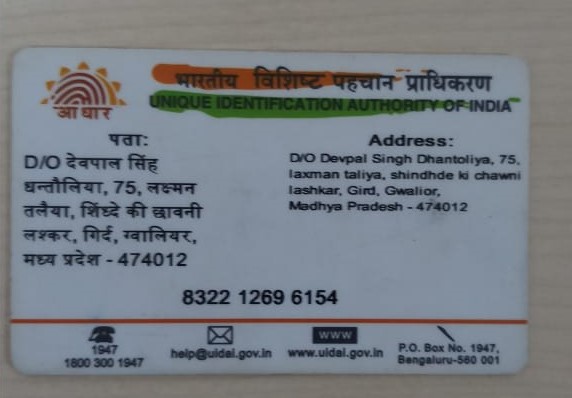 भारतीय विशिष्ट पहचान प्राधिकरण
UNIQUE IDENTIFICATION AUTHORITY OF INDIA
आधार
पता:
D/O देवपाल सिंह
धन्तौलिया, 75, लक्ष्मन
तलैया, शिंध्दे की छावनी
लश्कर, गिर्द, ग्वालियर,
मध्य प्रदेश - 474012
Address:
D/O Devpal Singh Dhantoliya, 75,
laxman taliya, shindhde ki chawni
lashkar, Gird, Gwalior,
Madhya Pradesh - 474012
8322 1269 6154
1947
1800 300 1947
help@uidai.gov.in
www
www.uidai.gov.in
P.O. Box No. 1947,
Bengaluru-560 001